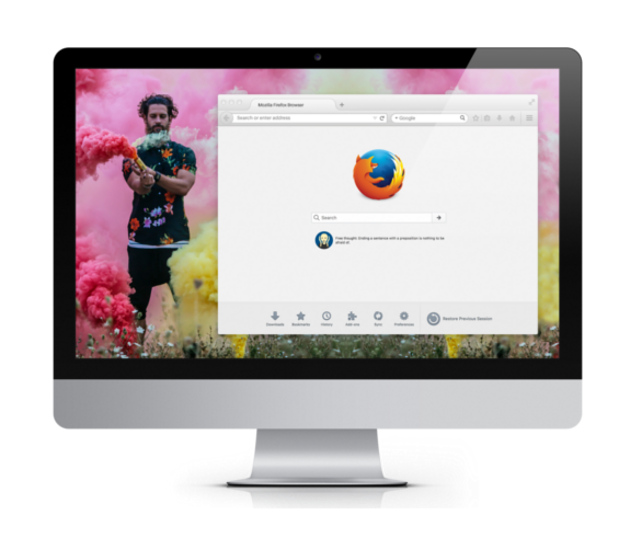 Mozilla Firefox Browser
Search or enter address
Google
Search
Free thought: Ending a sentence with a preposition is nothing to be
afraid of.
Downloads Bookmarks History Add-ons Sync Preferences Restore Previous Session